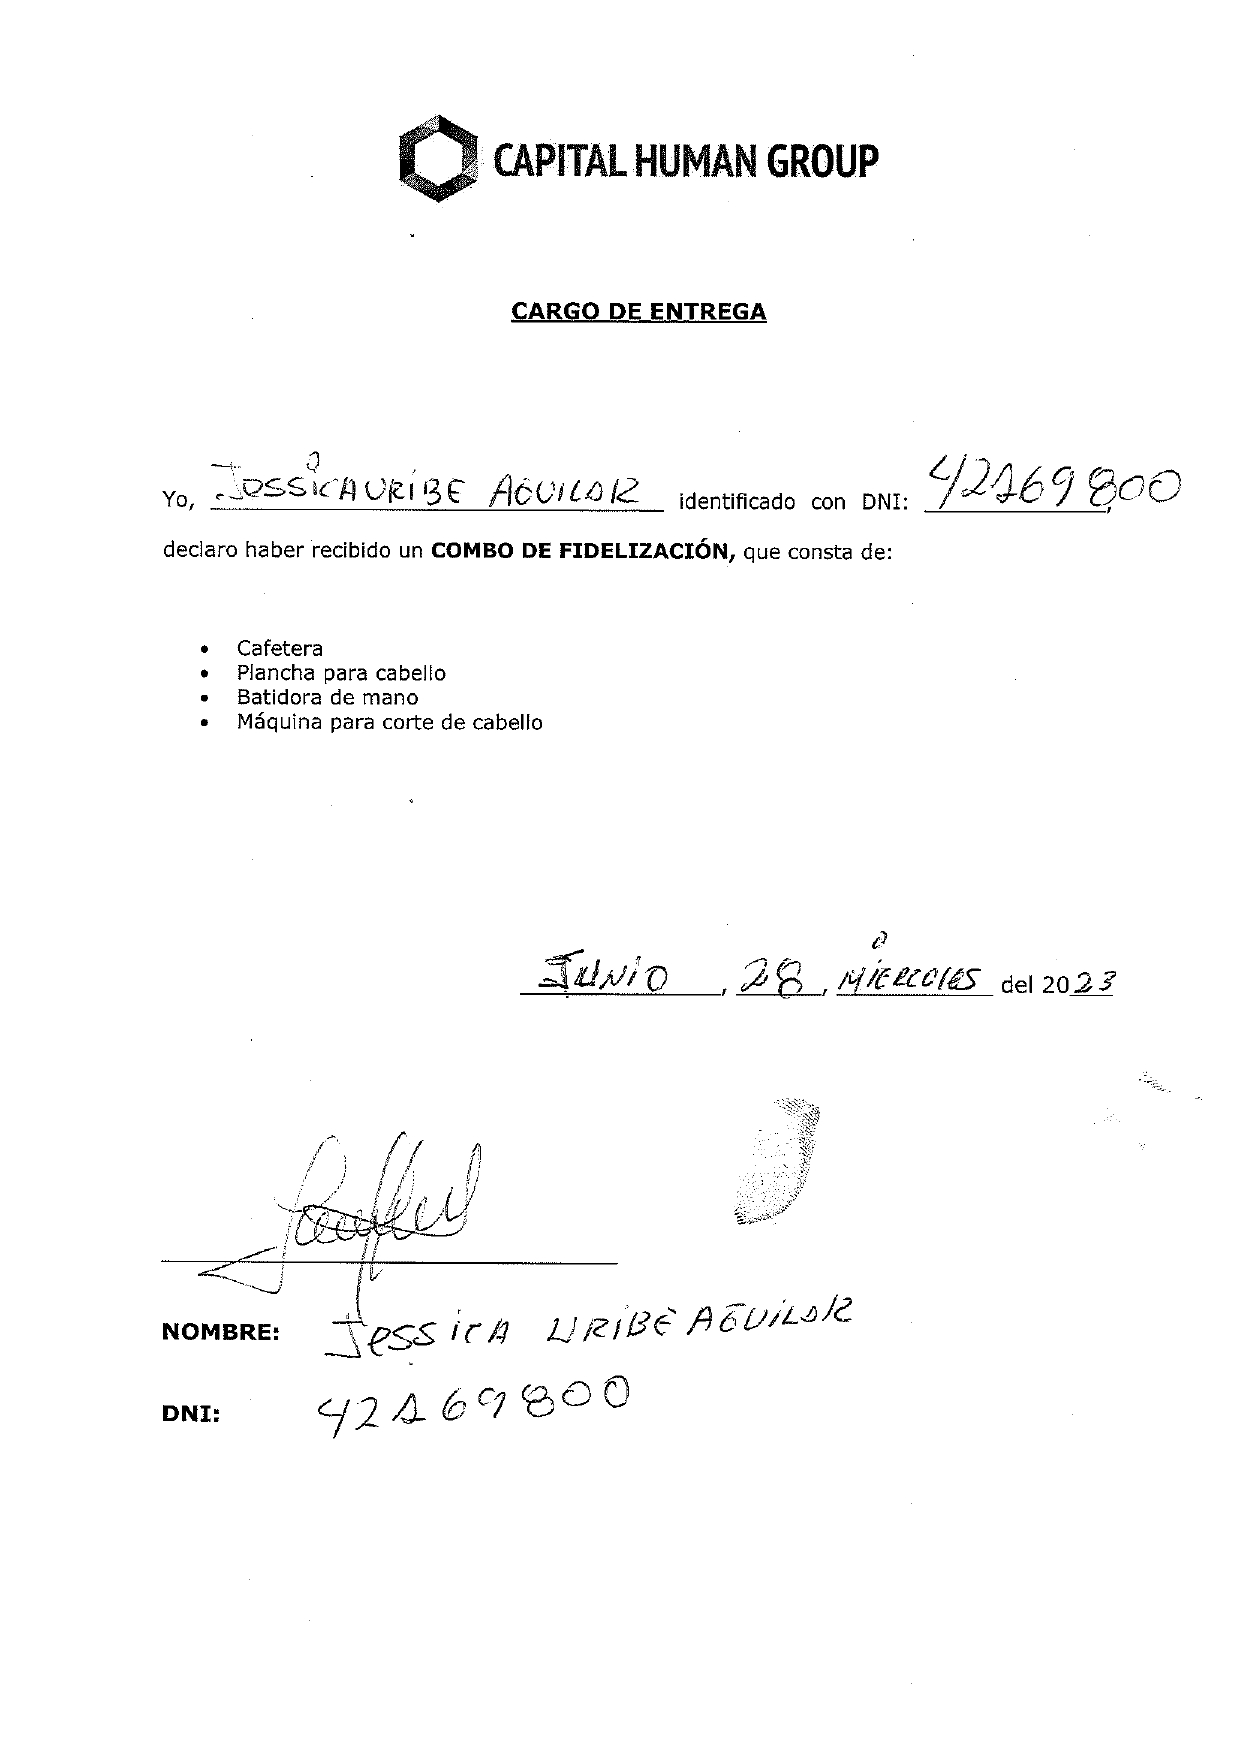 CAPITAL HUMAN GROUP
CARGO DE ENTREGA
Yo, Jessica URIBE AGUILAR identificado con DNI: 42169800
declaro haber recibido un COMBO DE FIDELIZACIÓN, que consta de:
• Cafetera
• Plancha para cabello
• Batidora de mano
• Máquina para corte de cabello
Junio, 28, MiERCOlES del 2023
NOMBRE: Jessica URiBE AGUiLaR
DNI: 42169800